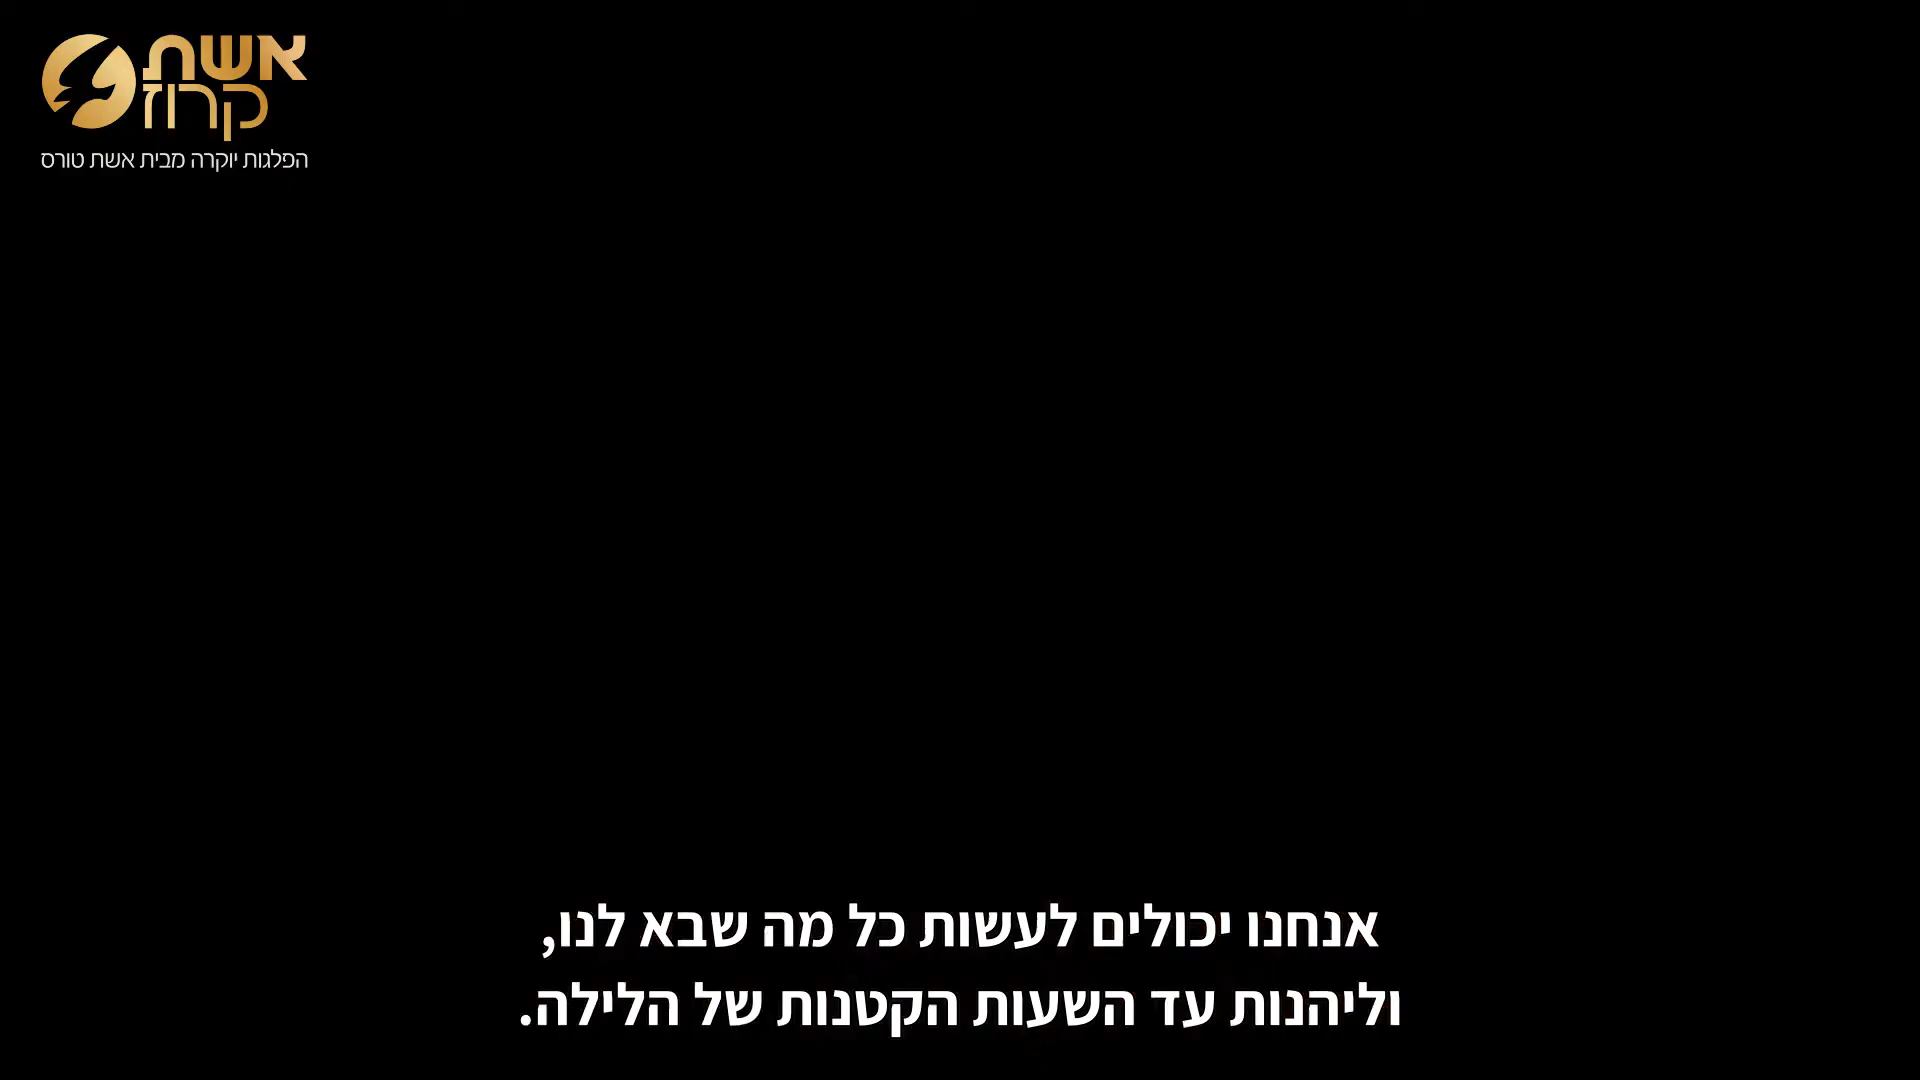 אשת
קרוז
הפלגות יוקרה מבית אשת טורס
אנחנו יכולים לעשות כל מה שבא לנו,
וליהנות עד השעות הקטנות של הלילה.